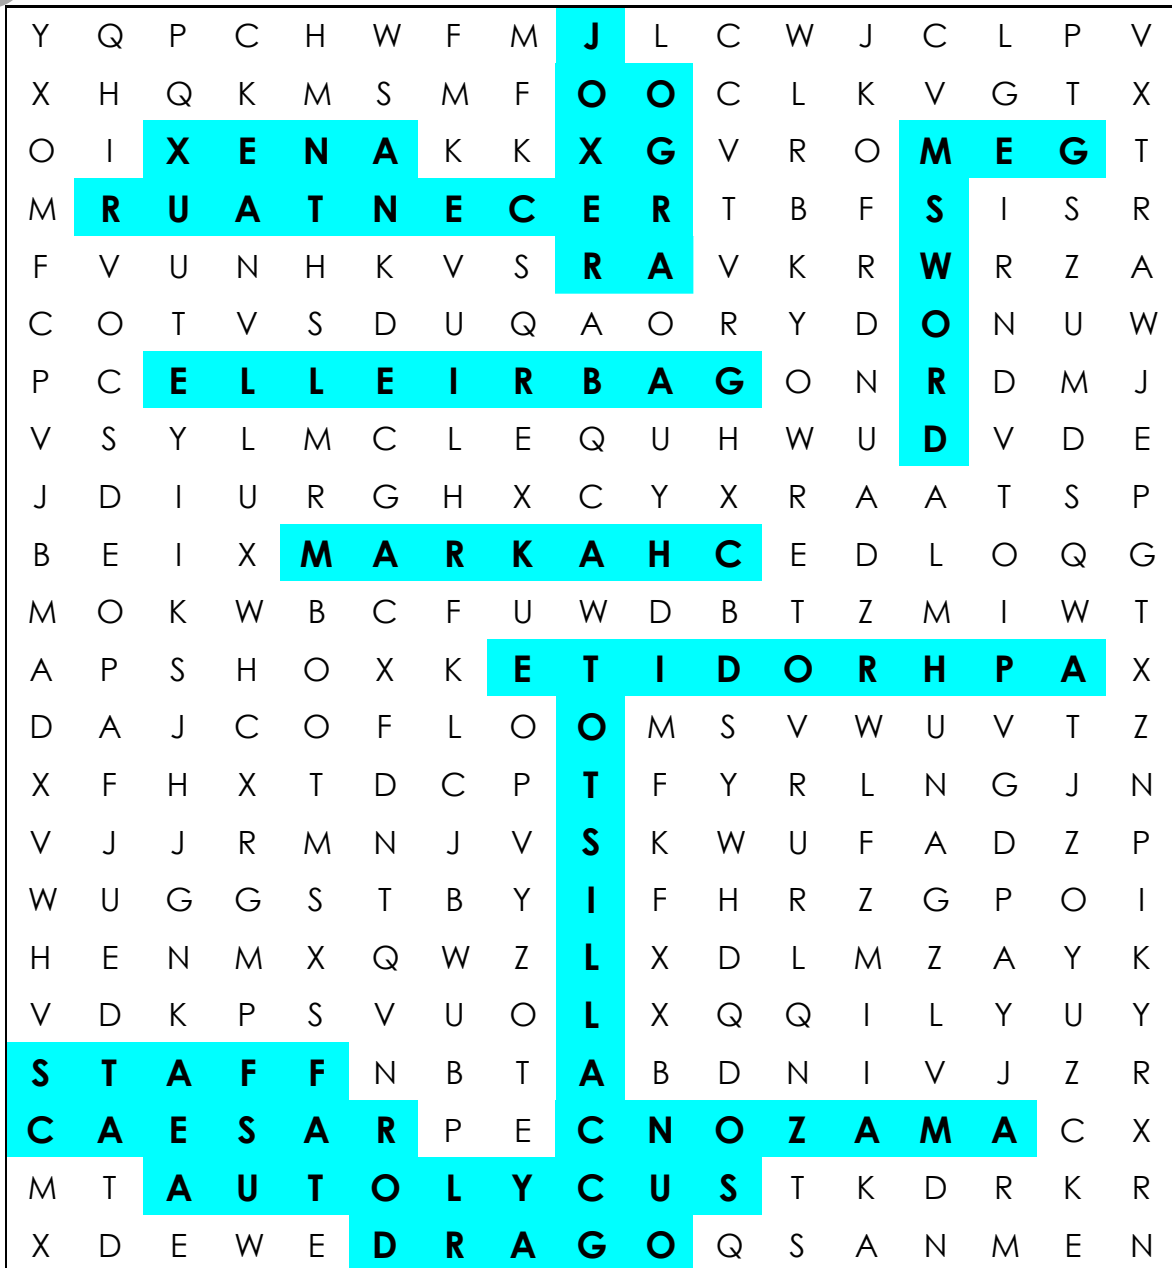 Y Q P C H W F M J L C W J C L P V
X H Q K M S M F O O C L K V G T X
O I X E N A K K X G V R O M E G T
M R U A T N E C E R T B F S I S R
F V U N H K V S R A V K R W R Z A
C O T V S D U Q A O R Y D O N U W
P C E L L E I R B A G O N R D M J
V S Y L M C L E Q U H W U D V D E
J D I U R G H X C Y X R A A T S P
B E I X M A R K A H C E D L O Q G
M O K W B C F U W D B T Z M I W T
A P S H O X K E T I D O R H P A X
D A J C O F L O O M S V W U V T Z
X F H X T D C P T F Y R L N G J N
V J J R M N J V S K W U F A D Z P
W U G G S T B Y I F H R Z G P O I
H E N M X Q W Z L X D L M Z A Y K
V D K P S V U O L X Q Q I L Y U Y
S T A F F N B T A B D N I V J Z R
C A E S A R P E C N O Z A M A C X
M T A U T O L Y C U S T K D R K R
X D E W E D R A G O Q S A N M E N